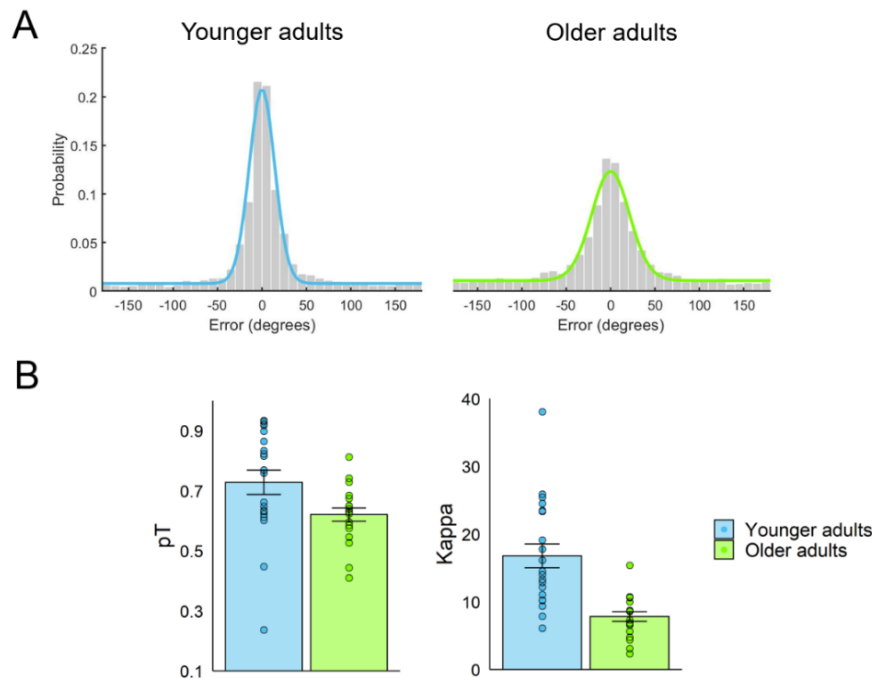 A
Younger adults
Older adults
0.25
0.2
0.15
0.1
0.05
0
Probability
-150 -100 -50 0 50 100 150
Error (degrees)
-150 -100 -50 0 50 100 150
Error (degrees)
B
0.9
0.7
0.5
0.3
0.1
pT
40
30
20
10
0
Kappa
Younger adults
Older adults